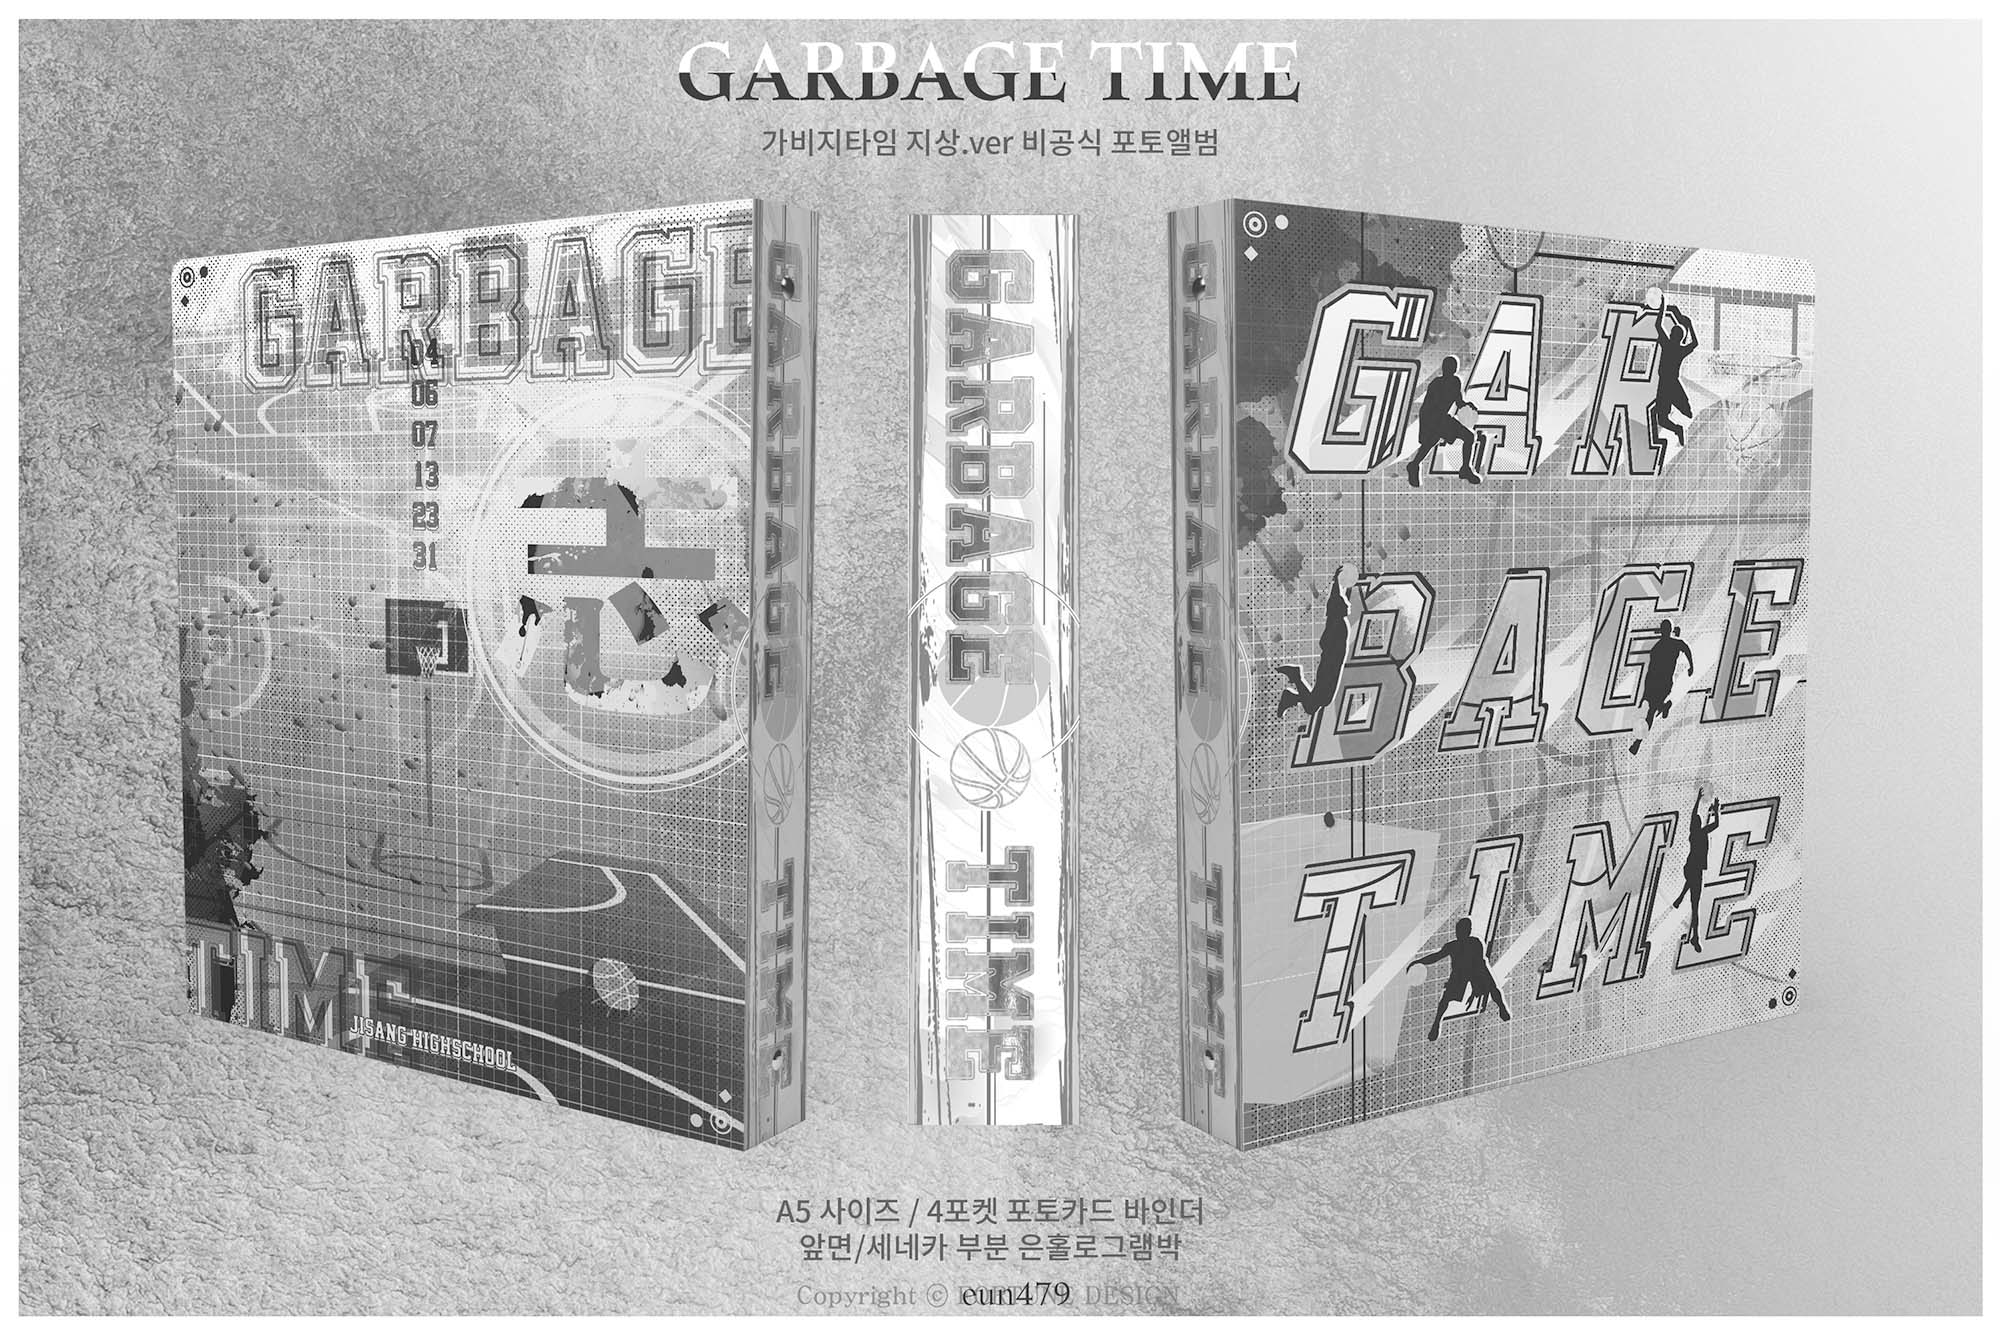 GARBAGE TIME
가비지타임 지상.ver 비공식 포토앨범
GARBAGE
04
06
07
13
23
31
TIME
JISANG HIGHSCHOOL
GARBAGE TIME
GARBAGE TIME
GARBAGE TIME
GAR
BAGE
TIME
A5 사이즈 / 4포켓 포토카드 바인더
앞면/세네카 부분 은홀로그램박
Copyright ⓒ DESIGN
eun479